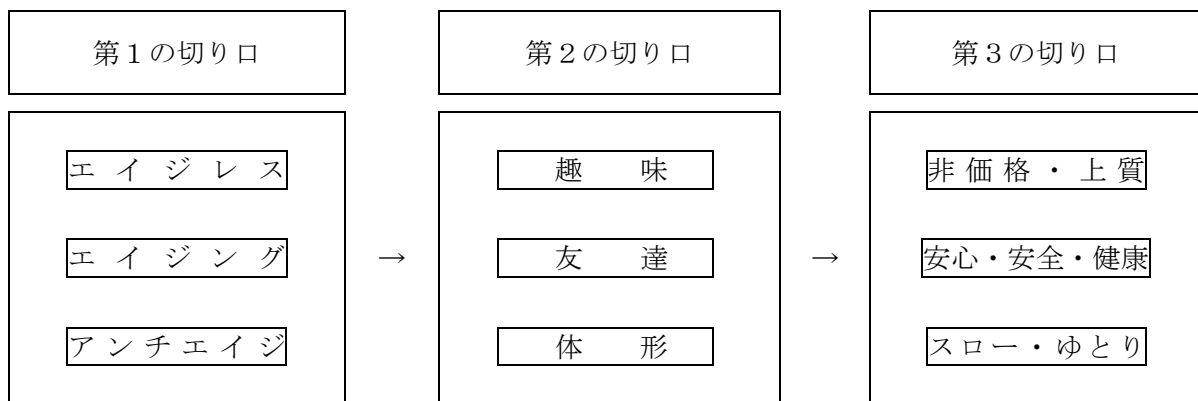 第１の切り口
第２の切り口
第３の切り口
エイジレス
趣味
非価格・上質
エイジング
→
友達
→
安心・安全・健康
アンチエイジ
体形
スロー・ゆとり